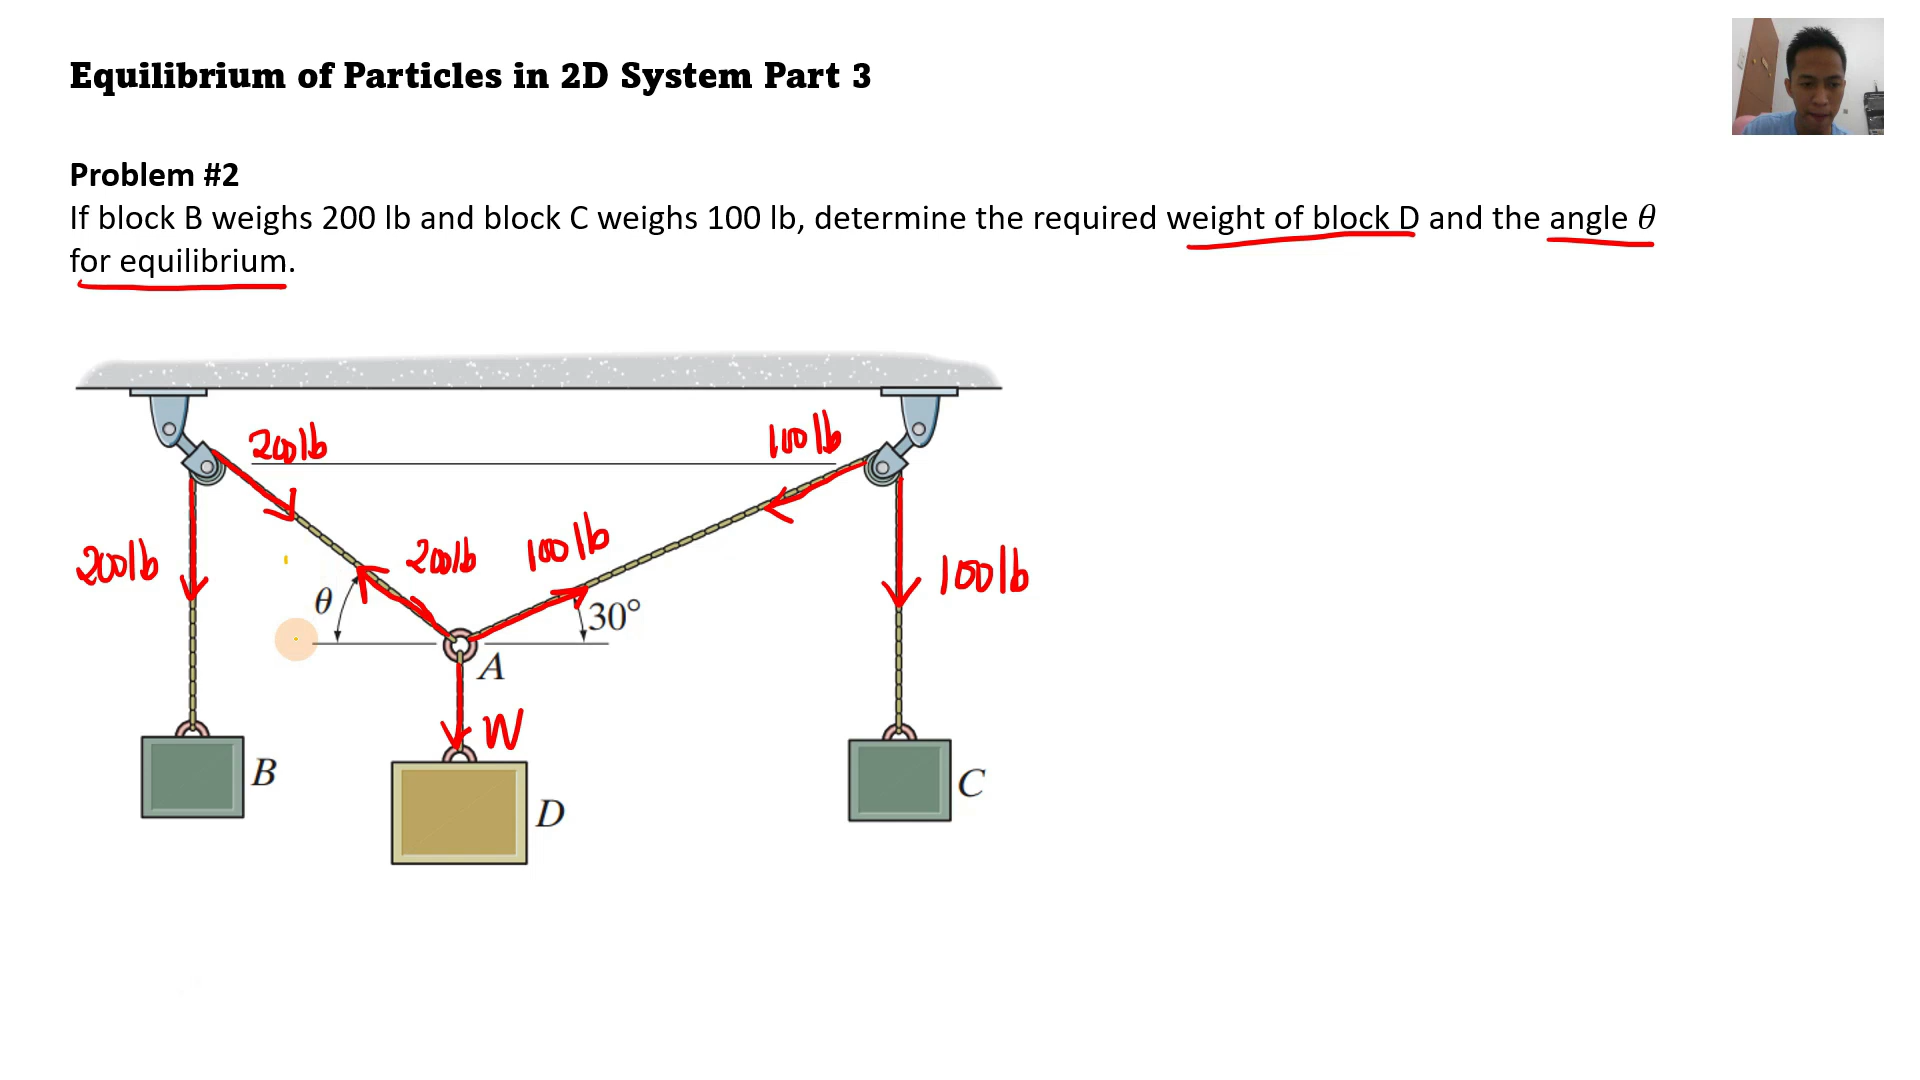 Equilibrium of Particles in 2D System Part 3
Problem #2
If block B weighs 200 lb and block C weighs 100 lb, determine the required weight of block D and the angle θ
for equilibrium.
200lb
100lb
200lb
100lb
200lb
100lb
θ
30°
A
W
B
D
C